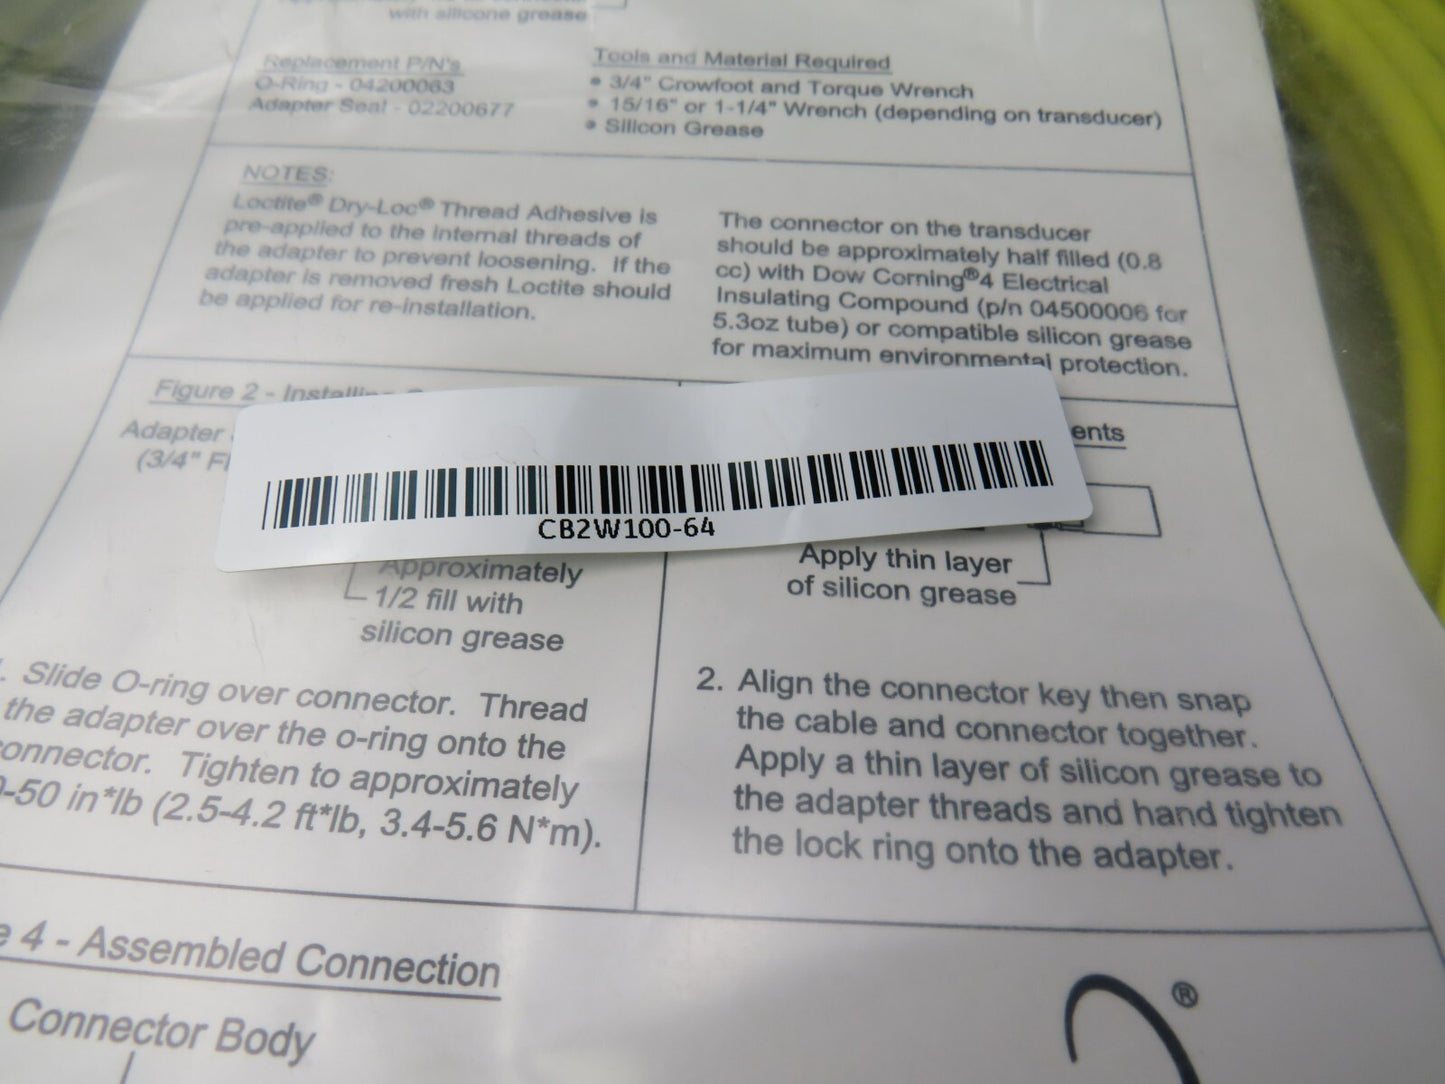 with silicone grease
Replacement P/N's
O-Ring - 04200063
Adapter Seal - 02200677
Tools and Material Required
• 3/4" Crowfoot and Torque Wrench
• 15/16" or 1-1/4" Wrench (depending on transducer)
• Silicon Grease
NOTES:
Loctite® Dry-Loc® Thread Adhesive is
pre-applied to the internal threads of
the adapter to prevent loosening. If the
adapter is removed fresh Loctite should
be applied for re-installation.
The connector on the transducer
should be approximately half filled (0.8
cc) with Dow Corning®4 Electrical
Insulating Compound (p/n 04500006 for
5.3oz tube) or compatible silicon grease
for maximum environmental protection.
Figure 2 - Installing
Adapter
(3/4"
ents
CB2W100-64
Approximately
1/2 fill with
silicon grease
Apply thin layer
of silicon grease
. Slide O-ring over connector. Thread
the adapter over the o-ring onto the
onnector. Tighten to approximately
-50 in*lb (2.5-4.2 ft*lb, 3.4-5.6 N*m).
2. Align the connector key then snap
the cable and connector together.
Apply a thin layer of silicon grease to
the adapter threads and hand tighten
the lock ring onto the adapter.
e 4 - Assembled Connection
Connector Body
®